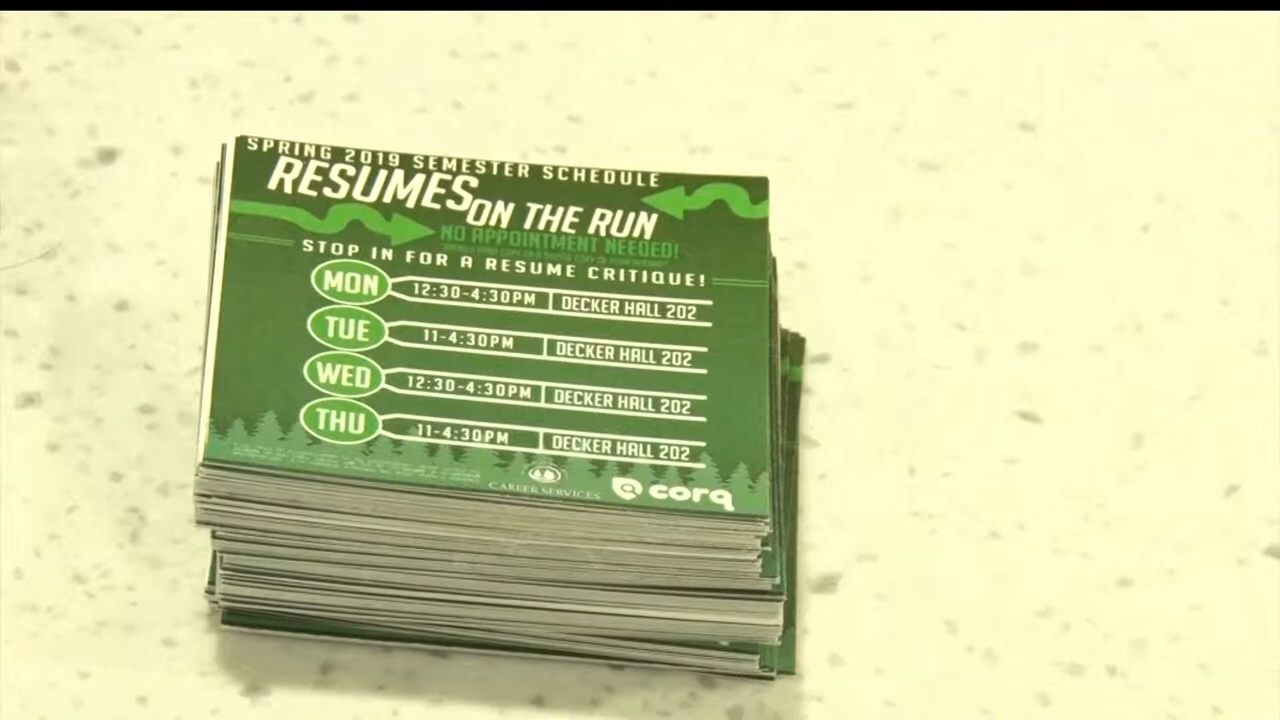 SPRING 2019 SEMESTER SCHEDULE
RESUMES ON THE RUN
NO APPOINTMENT NEEDED!
STOP IN FOR A RESUME CRITIQUE!
MON 12:30-4:30PM DECKER HALL 202
TUE 11-4:30PM DECKER HALL 202
WED 12:30-4:30PM DECKER HALL 202
THU 11-4:30PM DECKER HALL 202
CAREER SERVICES corq